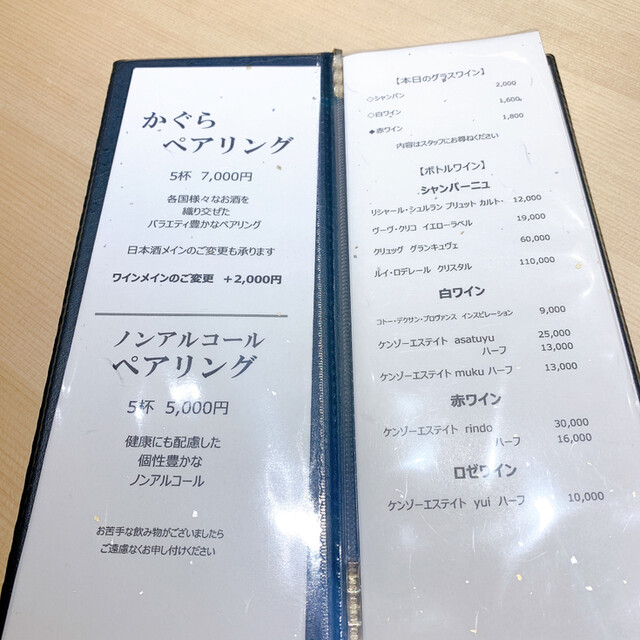 かぐら
ペアリング
5杯 7,000円
各国様々なお酒を
織り交ぜた
バラエティ豊かなペアリング
日本酒メインのご変更も承ります
ワインメインのご変更 +2,000円
ノンアルコール
ペアリング
5杯 5,000円
健康にも配慮した
個性豊かな
ノンアルコール
お苦手な飲み物がございましたら
ご遠慮なくお申し付けください
【本日のグラスワイン】
◇シャンパン 2,000
◇白ワイン 1,600
◆赤ワイン 1,800
内容はスタッフにお尋ねください
【ボトルワイン】
シャンパーニュ
リシャール・シュルラン ブリュット カルト・ 12,000
ヴーヴ・クリコ イエローラベル 19,000
クリュッグ グランキュヴェ 60,000
ルイ・ロデレール クリスタル 110,000
白ワイン
コトー・デクサン・プロヴァンス インスピレーション 9,000
ケンゾーエステイト asatuyu 25,000
ハーフ 13,000
ケンゾーエステイト muku ハーフ 13,000
赤ワイン
ケンゾーエステイト rindo 30,000
ハーフ 16,000
ロゼワイン
ケンゾーエステイト yui ハーフ 10,000